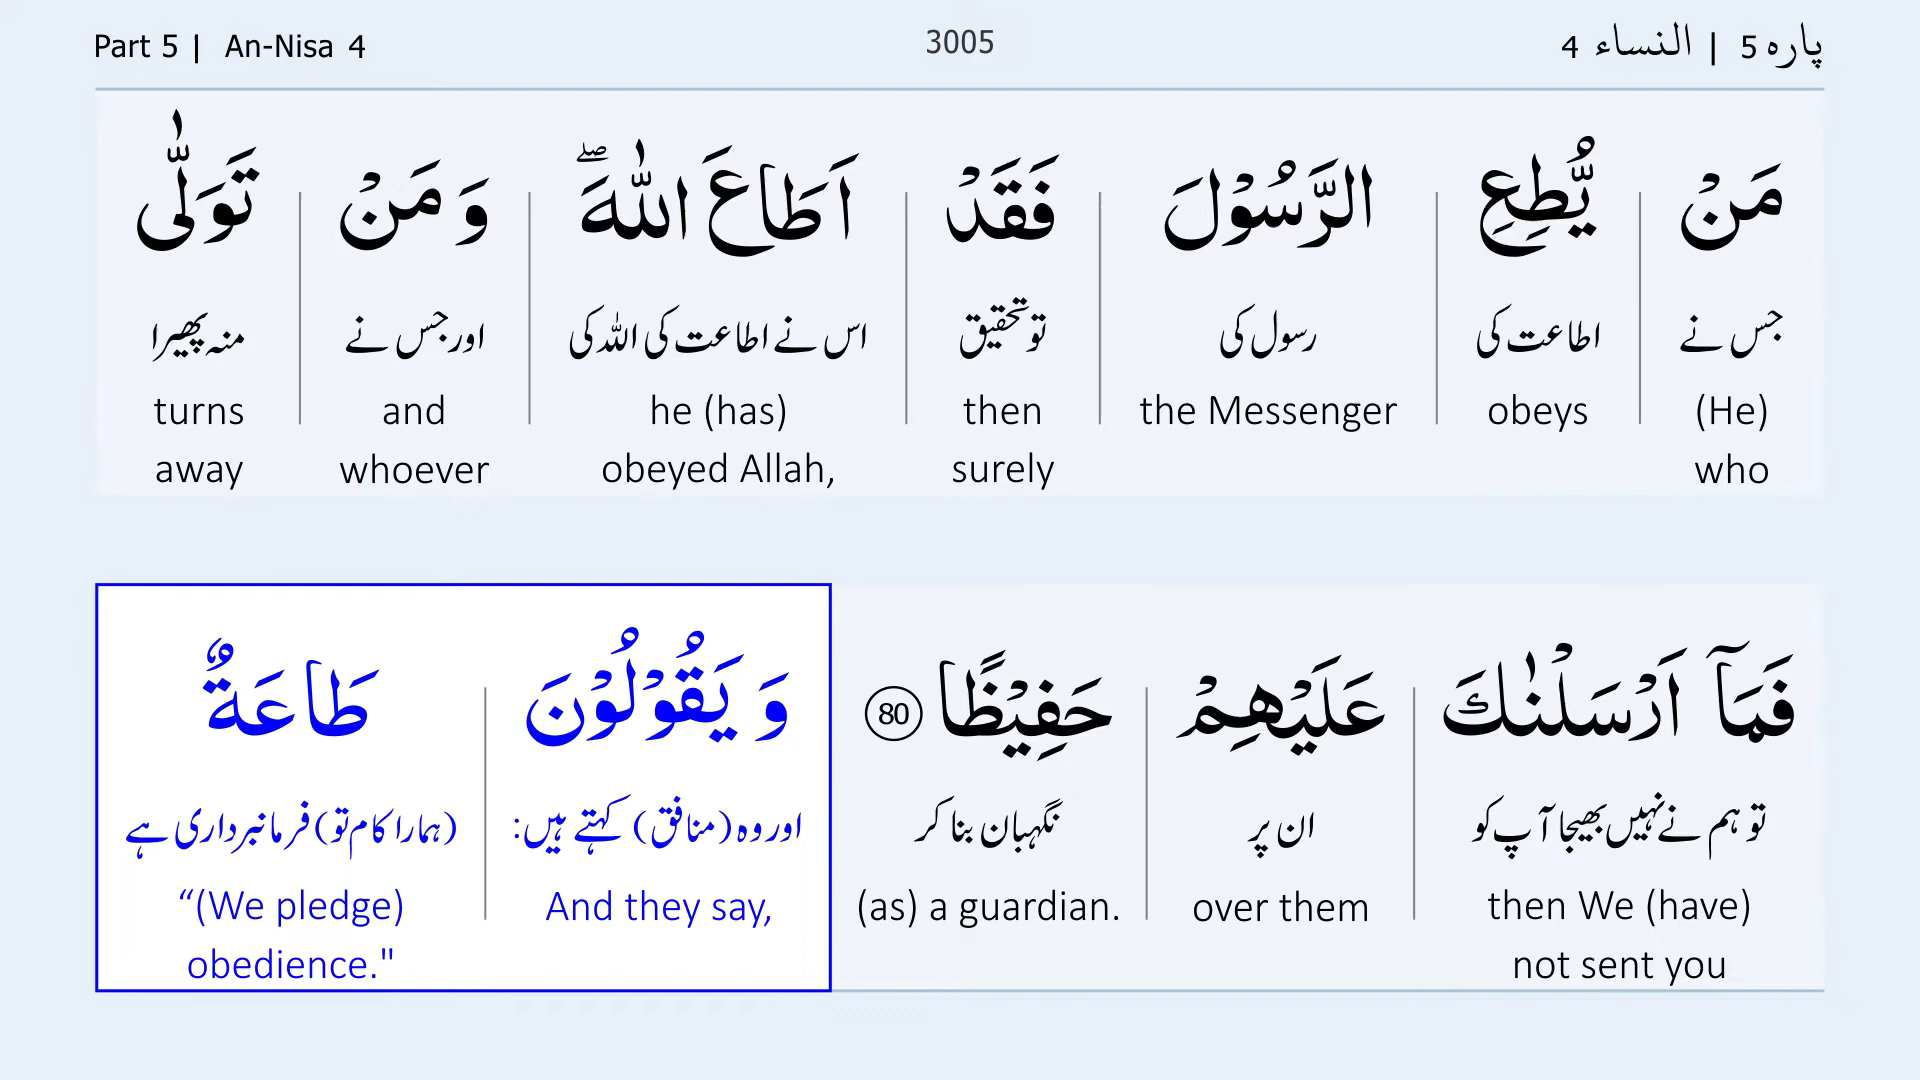 Part 5 | An-Nisa 4
3005
پارہ 5 | النساء 4
مَنْ يُّطِعِ الرَّسُوْلَ فَقَدْ اَطَاعَ اللّٰهَ ۖ وَ مَنْ تَوَلّٰى
جس نے اطاعت کی رسول کی تو تحقیق اس نے اطاعت کی اللہ کی اور جس نے منہ پھیرا
(He) obeys the Messenger then he (has) and turns
who surely obeyed Allah, whoever away
فَمَاۤ اَرْسَلْنٰكَ عَلَيْهِمْ حَفِيْظًا 80 وَ يَقُوْلُوْنَ طَاعَةٌ
تو ہم نے نہیں بھیجا آپ کو ان پر نگہبان بنا کر اور وہ (منافق) کہتے ہیں: (ہمارا کام تو) فرمانبرداری ہے
then We (have) over them (as) a guardian. And they say, “(We pledge)
not sent you obedience."